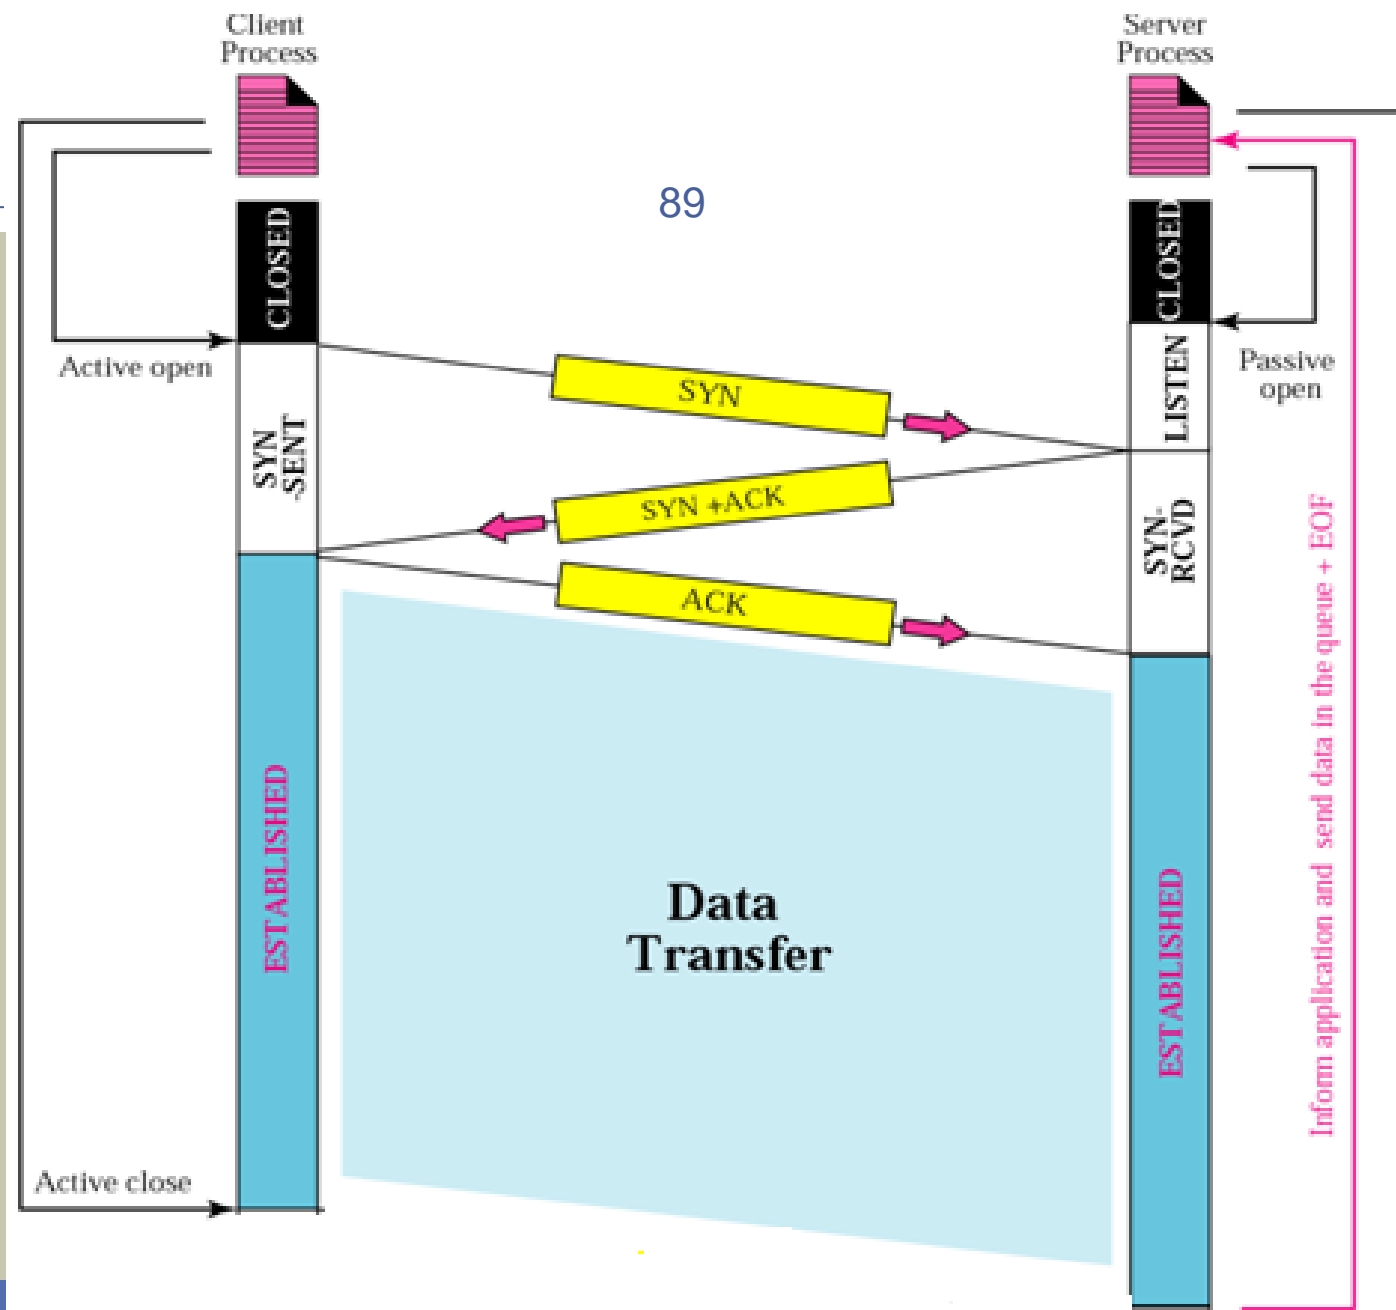 Client
Process
Server
Process
89
CLOSED
CLOSED
Active open
SYN
LISTEN
Passive
open
SYN
-SENT
SYN +ACK
SYN-
RCVD
ACK
ESTABLISHED
Data
Transfer
ESTABLISHED
Inform application and send data in the queue + EOF
Active close